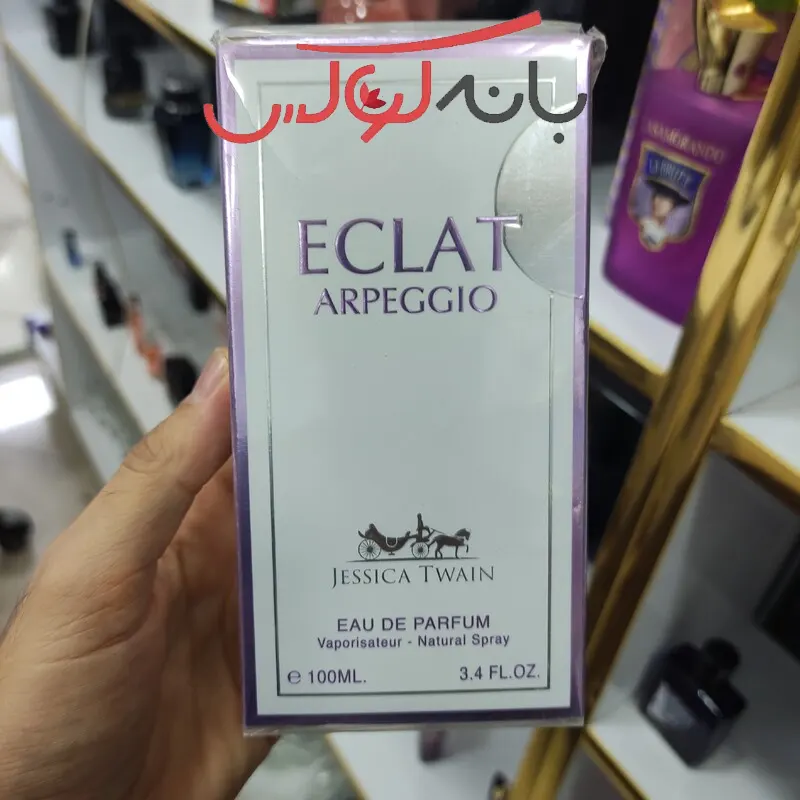 بانه لوکس
ECLAT
ARPEGGIO
JESSICA TWAIN
EAU DE PARFUM
Vaporisateur - Natural Spray
e 100ML.
3.4 FL.OZ.